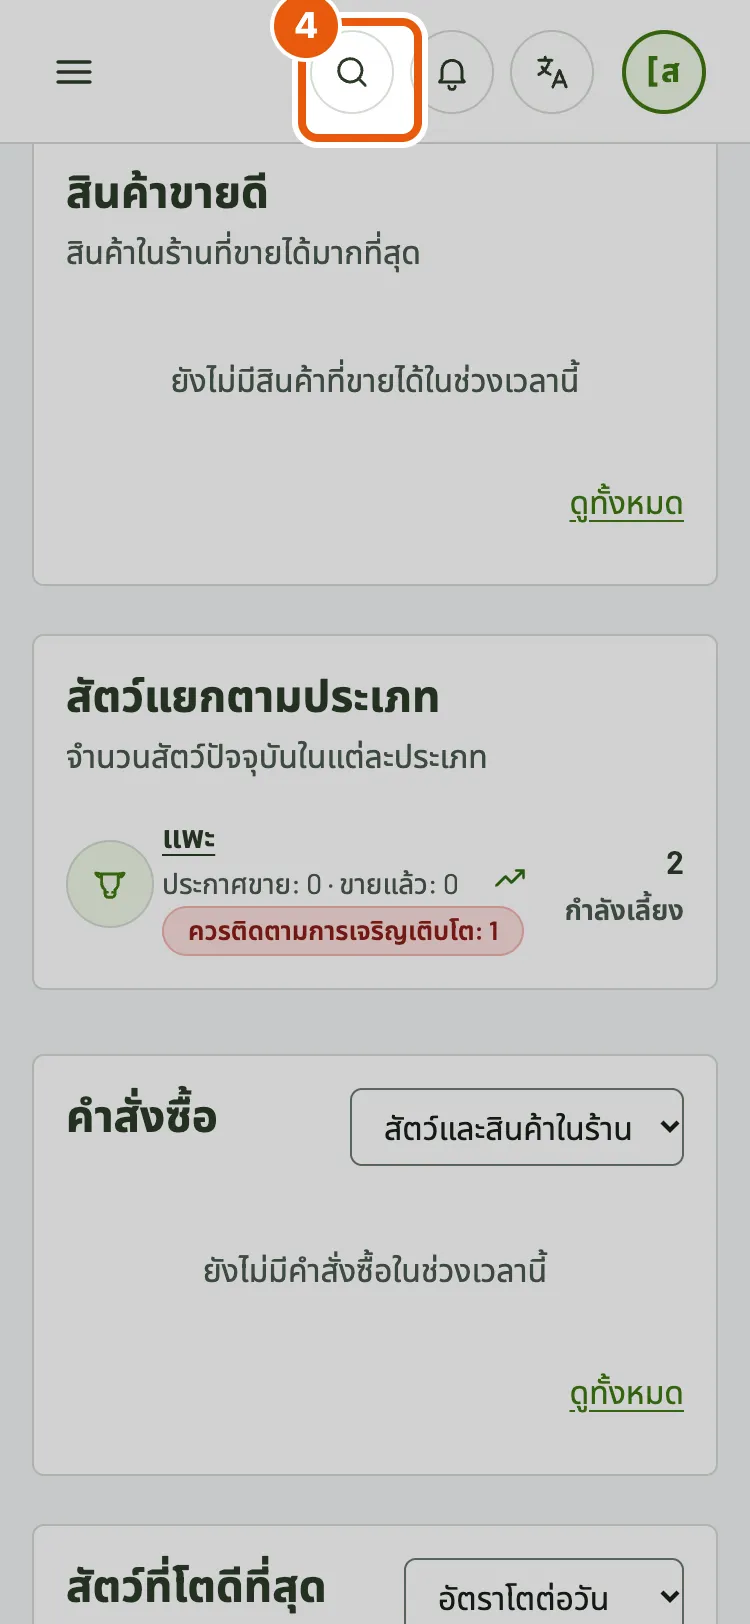 4
[ส
สินค้าขายดี
สินค้าในร้านที่ขายได้มากที่สุด
ยังไม่มีสินค้าที่ขายได้ในช่วงเวลานี้
ดูทั้งหมด
สัตว์แยกตามประเภท
จำนวนสัตว์ปัจจุบันในแต่ละประเภท
แพะ
ประกาศขาย: 0 · ขายแล้ว: 0
ควรติดตามการเจริญเติบโต: 1
2
กำลังเลี้ยง
คำสั่งซื้อ
สัตว์และสินค้าในร้าน
ยังไม่มีคำสั่งซื้อในช่วงเวลานี้
ดูทั้งหมด
สัตว์ที่โตดีที่สุด
อัตราโตต่อวัน